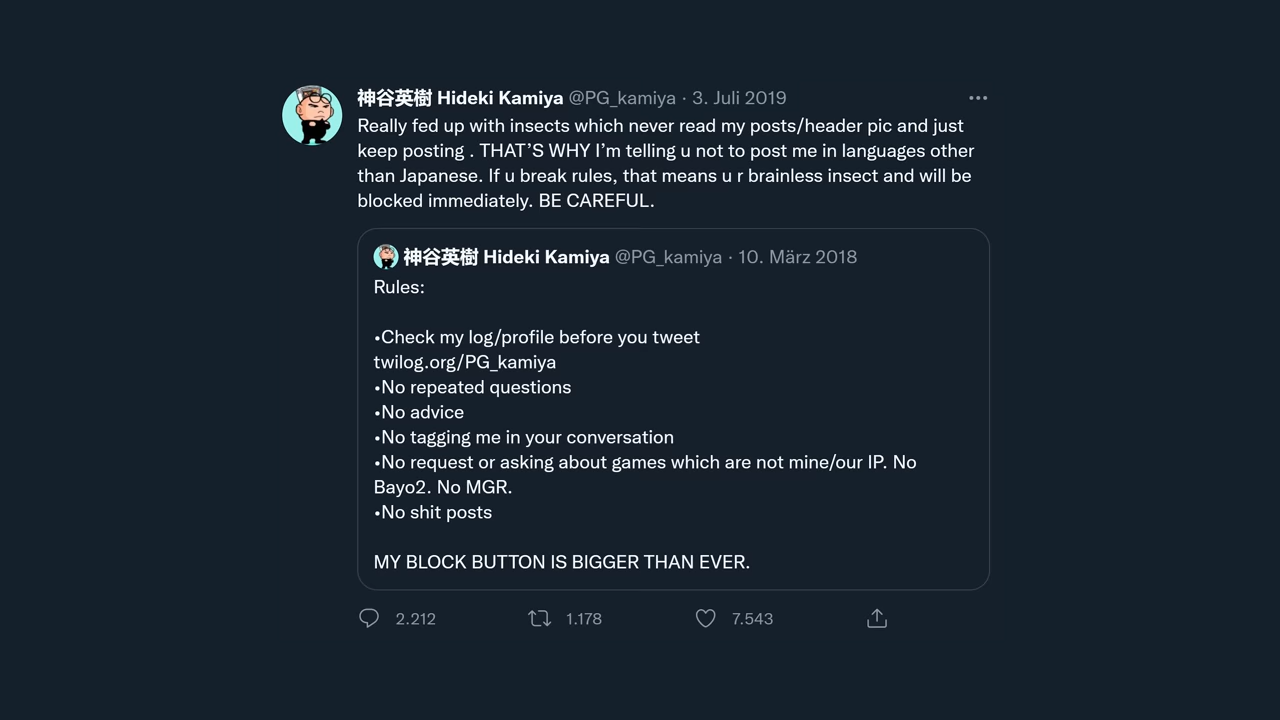 神谷英樹 Hideki Kamiya @PG_kamiya · 3. Juli 2019
Really fed up with insects which never read my posts/header pic and just
keep posting . THAT’S WHY I’m telling u not to post me in languages other
than Japanese. If u break rules, that means u r brainless insect and will be
blocked immediately. BE CAREFUL.
神谷英樹 Hideki Kamiya @PG_kamiya · 10. März 2018
Rules:
•Check my log/profile before you tweet
twilog.org/PG_kamiya
•No repeated questions
•No advice
•No tagging me in your conversation
•No request or asking about games which are not mine/our IP. No
Bayo2. No MGR.
•No shit posts
MY BLOCK BUTTON IS BIGGER THAN EVER.
2.212 1.178 7.543